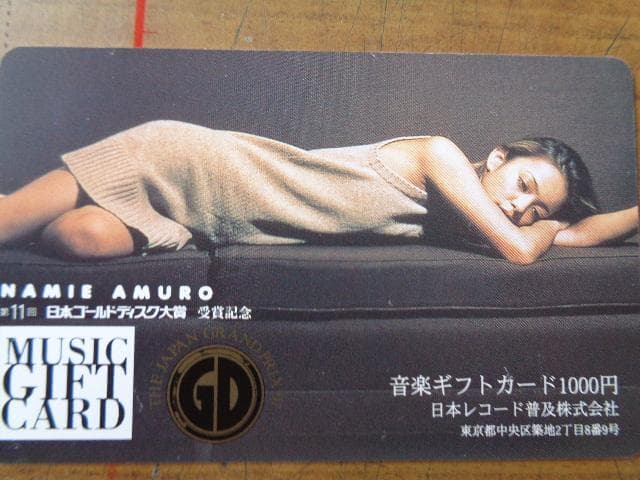 NAMIE AMURO
第11回 日本ゴールドディスク大賞 受賞記念
MUSIC
GIFT
CARD
THE JAPAN GRAND PRIX
GD
音楽ギフトカード1000円
日本レコード普及株式会社
東京都中央区築地2丁目8番9号